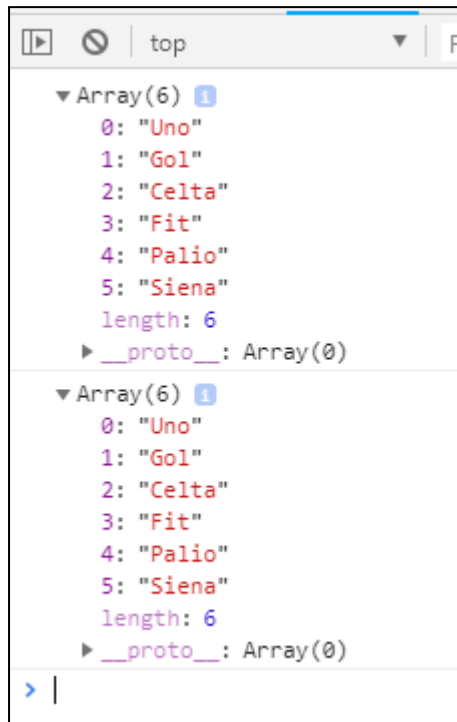 top
▼ Array(6) i
0: "Uno"
1: "Gol"
2: "Celta"
3: "Fit"
4: "Palio"
5: "Siena"
length: 6
▶ __proto__: Array(0)
▼ Array(6) i
0: "Uno"
1: "Gol"
2: "Celta"
3: "Fit"
4: "Palio"
5: "Siena"
length: 6
▶ __proto__: Array(0)
>